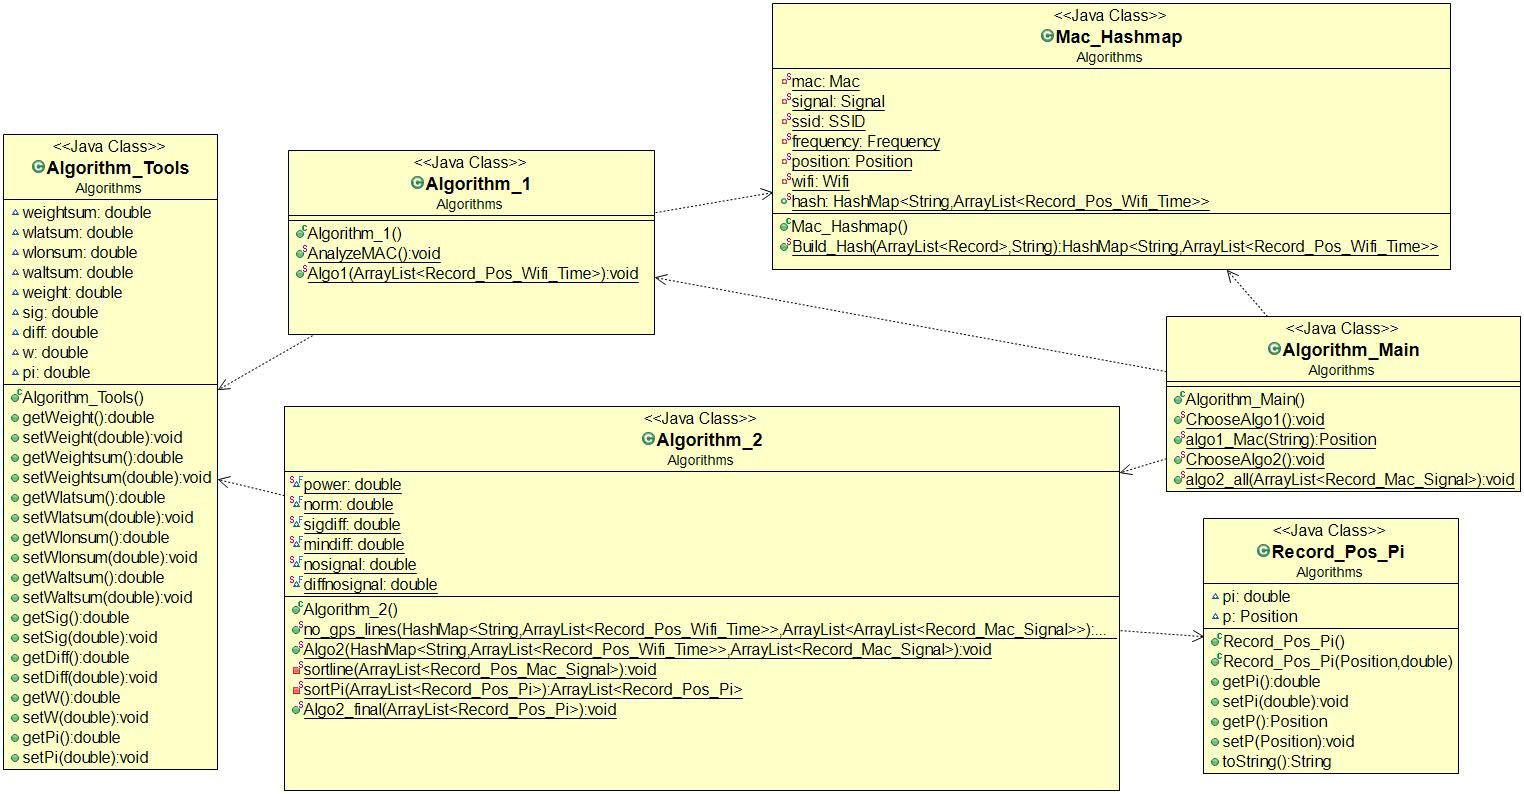 <<Java Class>>
Mac_Hashmap
Algorithms
mac: Mac
signal: Signal
ssid: SSID
frequency: Frequency
position: Position
wifi: Wifi
hash: HashMap<String,ArrayList<Record_Pos_Wifi_Time>>
Mac_Hashmap()
Build_Hash(ArrayList<Record>,String):HashMap<String,ArrayList<Record_Pos_Wifi_Time>>
<<Java Class>>
Algorithm_Tools
Algorithms
weightsum: double
wlatsum: double
wlonsum: double
waltsum: double
weight: double
sig: double
diff: double
w: double
pi: double
Algorithm_Tools()
getWeight():double
setWeight(double):void
getWeightsum():double
setWeightsum(double):void
getWlatsum():double
setWlatsum(double):void
getWlonsum():double
setWlonsum(double):void
getWaltsum():double
setWaltsum(double):void
getSig():double
setSig(double):void
getDiff():double
setDiff(double):void
getW():double
setW(double):void
getPi():double
setPi(double):void
<<Java Class>>
Algorithm_1
Algorithms
Algorithm_1()
AnalyzeMAC():void
Algo1(ArrayList<Record_Pos_Wifi_Time>):void
<<Java Class>>
Algorithm_Main
Algorithms
Algorithm_Main()
ChooseAlgo1():void
algo1_Mac(String):Position
ChooseAlgo2():void
algo2_all(ArrayList<Record_Mac_Signal>):void
<<Java Class>>
Algorithm_2
Algorithms
power: double
norm: double
sigdiff: double
mindiff: double
nosignal: double
diffnosignal: double
Algorithm_2()
no_gps_lines(HashMap<String,ArrayList<Record_Pos_Wifi_Time>>,ArrayList<ArrayList<Record_Mac_Signal>>):...
Algo2(HashMap<String,ArrayList<Record_Pos_Wifi_Time>>,ArrayList<Record_Mac_Signal>):void
sortline(ArrayList<Record_Pos_Mac_Signal>):void
sortPi(ArrayList<Record_Pos_Pi>):ArrayList<Record_Pos_Pi>
Algo2_final(ArrayList<Record_Pos_Pi>):void
<<Java Class>>
Record_Pos_Pi
Algorithms
pi: double
p: Position
Record_Pos_Pi()
Record_Pos_Pi(Position,double)
getPi():double
setPi(double):void
getP():Position
setP(Position):void
toString():String